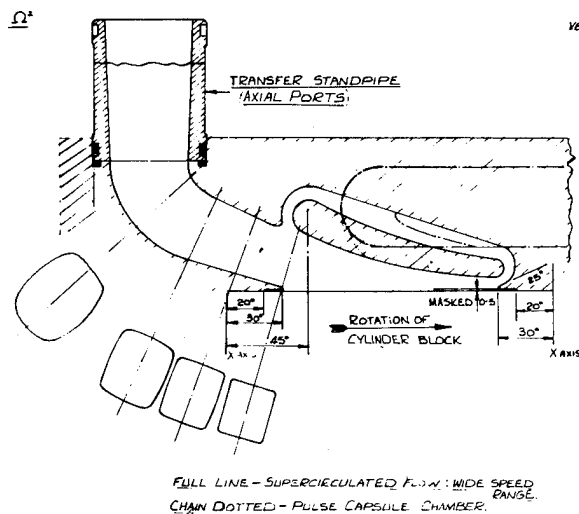 Ω²
TRANSFER STANDPIPE
(AXIAL PORTS)
25°
MASKED 0·5
20°
30°
45°
20°
30°
ROTATION OF
CYLINDER BLOCK
X AXIS
FULL LINE - SUPERCIRCULATED FLOW : WIDE SPEED
RANGE.
CHAIN DOTTED - PULSE CAPSULE CHAMBER.